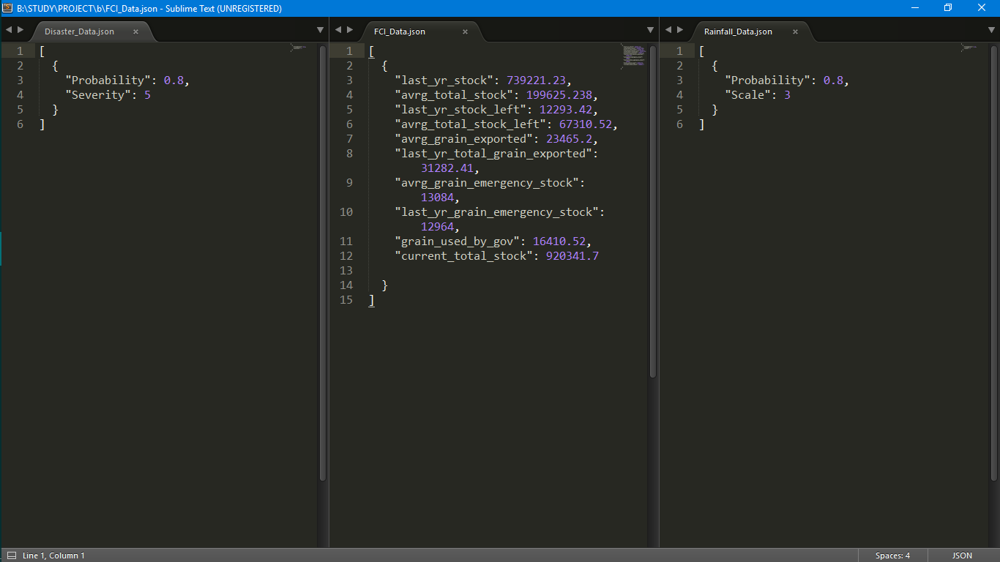 B:\STUDY\PROJECT\b\FCI_Data.json - Sublime Text (UNREGISTERED)
Disaster_Data.json
1 [
2 {
3 "Probability": 0.8,
4 "Severity": 5
5 }
6 ]
FCI_Data.json
1 [
2 {
3 "last_yr_stock": 739221.23,
4 "avrg_total_stock": 199625.238,
5 "last_yr_stock_left": 12293.42,
6 "avrg_total_stock_left": 67310.52,
7 "avrg_grain_exported": 23465.2,
8 "last_yr_total_grain_exported":
31282.41,
9 "avrg_grain_emergency_stock":
13084,
10 "last_yr_grain_emergency_stock":
12964,
11 "grain_used_by_gov": 16410.52,
12 "current_total_stock": 920341.7
13
14 }
15 ]
Rainfall_Data.json
1 [
2 {
3 "Probability": 0.8,
4 "Scale": 3
5 }
6 ]
Line 1, Column 1
Spaces: 4
JSON